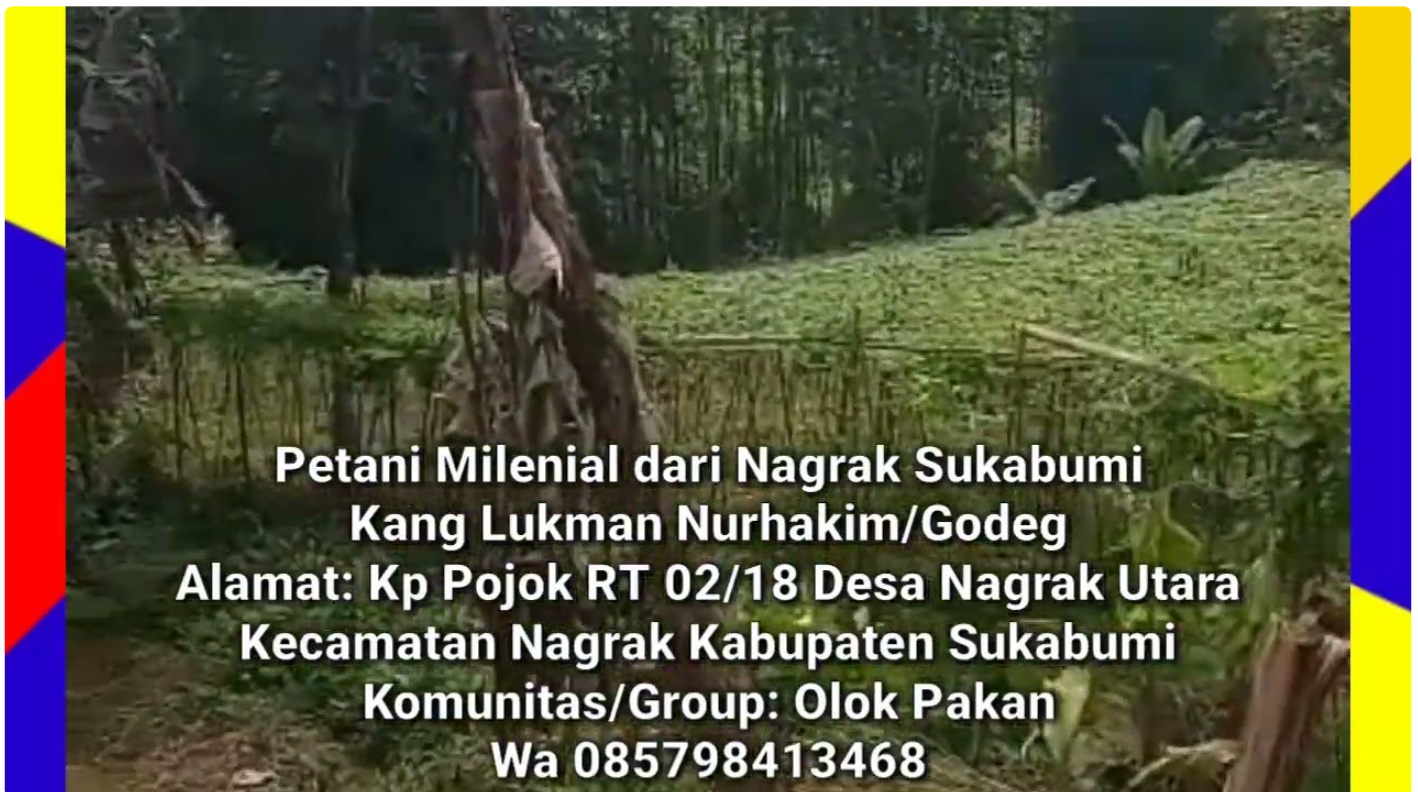 Petani Milenial dari Nagrak Sukabumi
Kang Lukman Nurhakim/Godeg
Alamat: Kp Pojok RT 02/18 Desa Nagrak Utara
Kecamatan Nagrak Kabupaten Sukabumi
Komunitas/Group: Olok Pakan
Wa 085798413468